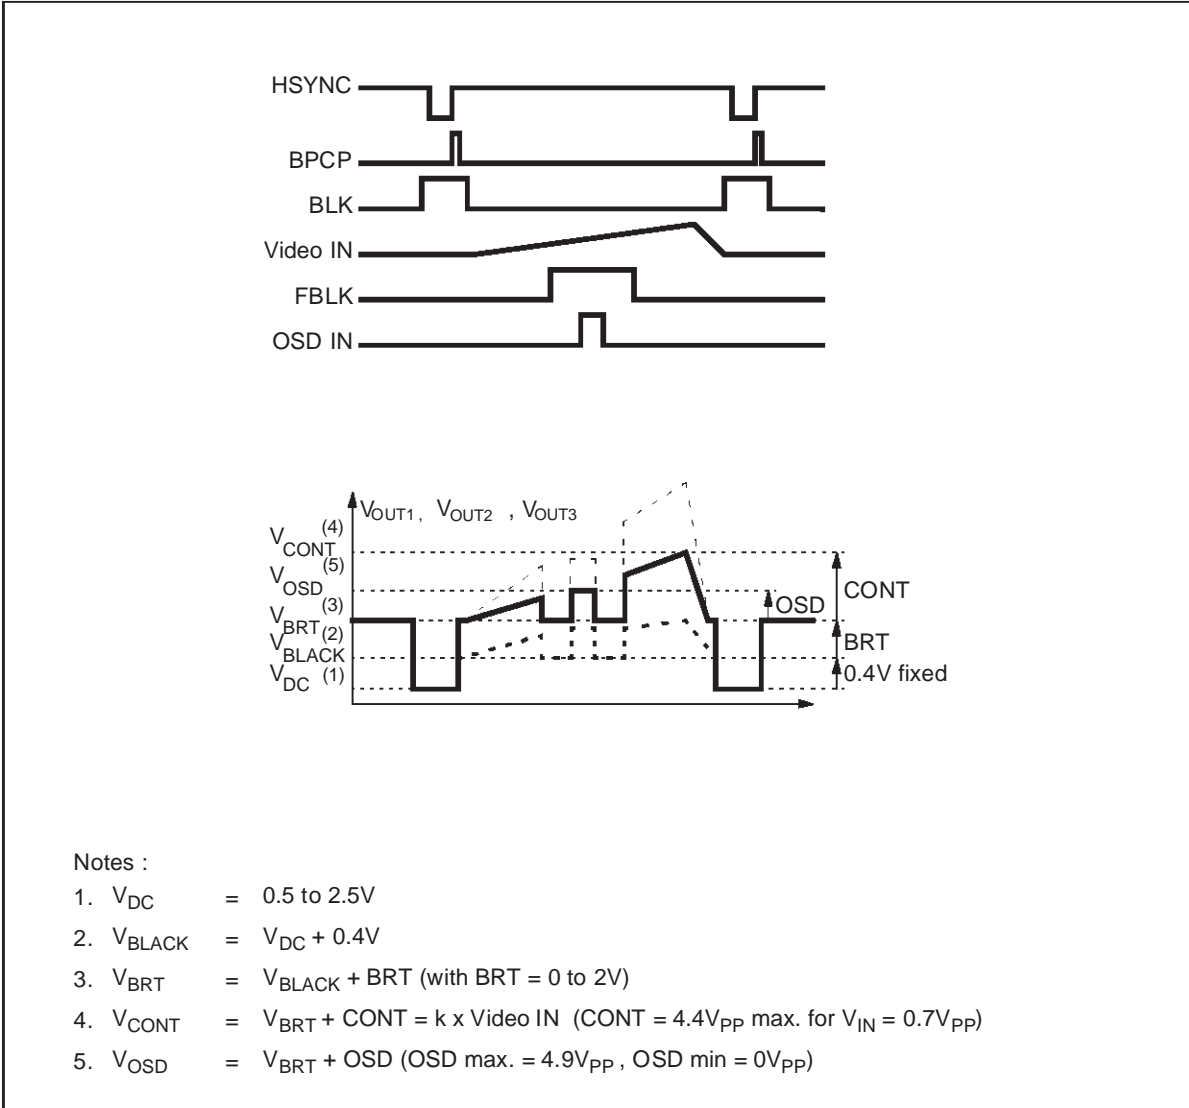 HSYNC
BPCP
BLK
Video IN
FBLK
OSD IN
VOUT1, VOUT2 , VOUT3
VCONT (4)
VOSD (5)
VBRT (3)
VBLACK (2)
VDC (1)
CONT
OSD
BRT
0.4V fixed
Notes :
1. VDC = 0.5 to 2.5V
2. VBLACK = VDC + 0.4V
3. VBRT = VBLACK + BRT (with BRT = 0 to 2V)
4. VCONT = VBRT + CONT = k x Video IN (CONT = 4.4VPP max. for VIN = 0.7VPP)
5. VOSD = VBRT + OSD (OSD max. = 4.9VPP , OSD min = 0VPP)